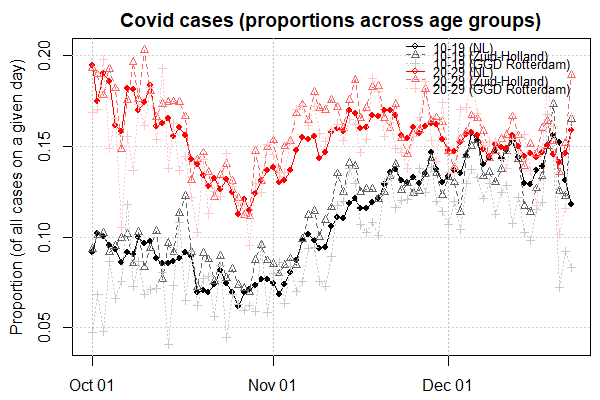 Covid cases (proportions across age groups)
Proportion (of all cases on a given day)
0.20
0.15
0.10
0.05
10-19 (NL)
10-19 (Zuid-Holland)
10-19 (GGD Rotterdam)
20-29 (NL)
20-29 (Zuid-Holland)
20-29 (GGD Rotterdam)
Oct 01
Nov 01
Dec 01